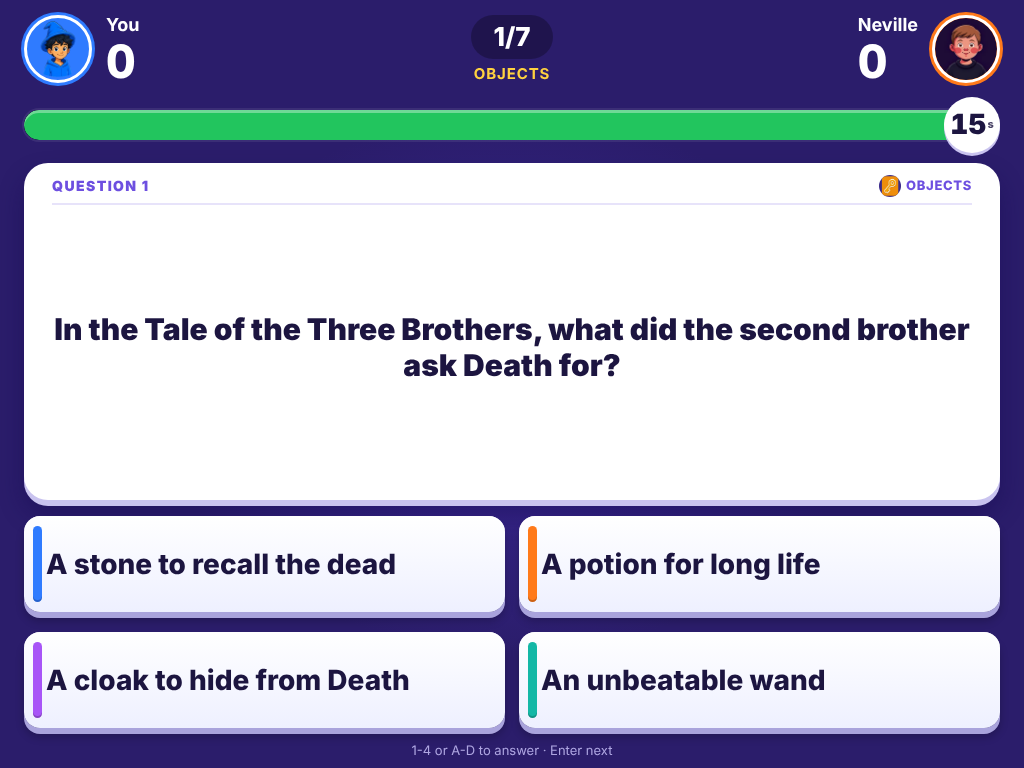 You
0
1/7
OBJECTS
Neville
0
15s
QUESTION 1
OBJECTS
In the Tale of the Three Brothers, what did the second brother
ask Death for?
A stone to recall the dead
A potion for long life
A cloak to hide from Death
An unbeatable wand
1-4 or A-D to answer · Enter next